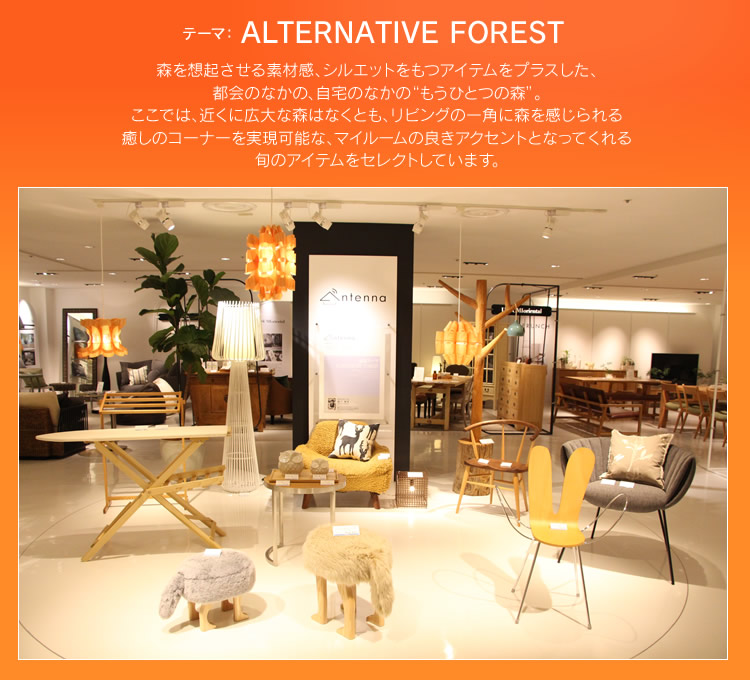 テーマ: ALTERNATIVE FOREST
森を想起させる素材感、シルエットをもつアイテムをプラスした、
都会のなかの、自宅のなかの“もうひとつの森”。
ここでは、近くに広大な森はなくとも、リビングの一角に森を感じられる
癒しのコーナーを実現可能な、マイルームの良きアクセントとなってくれる
旬のアイテムをセレクトしています。
Antenna